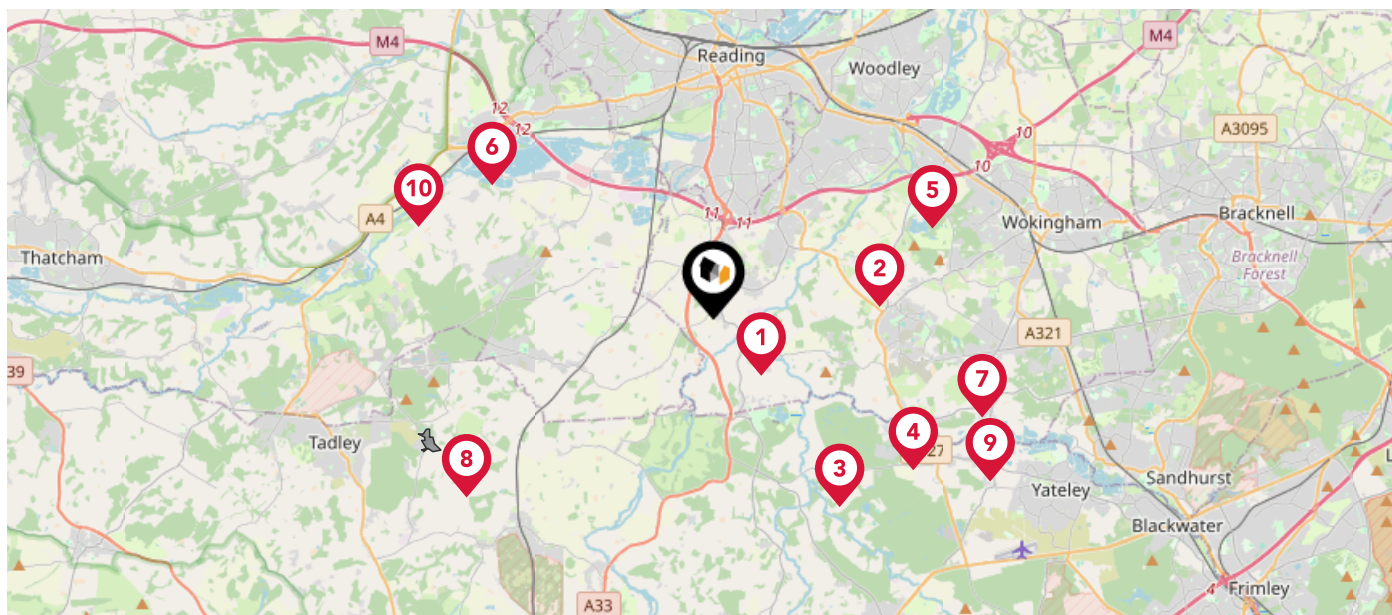 M4
Reading
Woodley
M4
12
12
10
10
A3095
6
10
5
A4
11
11
Wokingham
Bracknell
Thatcham
Bracknell
Forest
2
1
A321
39
7
4
27
9
8
3
Tadley
Yateley
Sandhurst
Blackwater
4
Frimley
A33
L